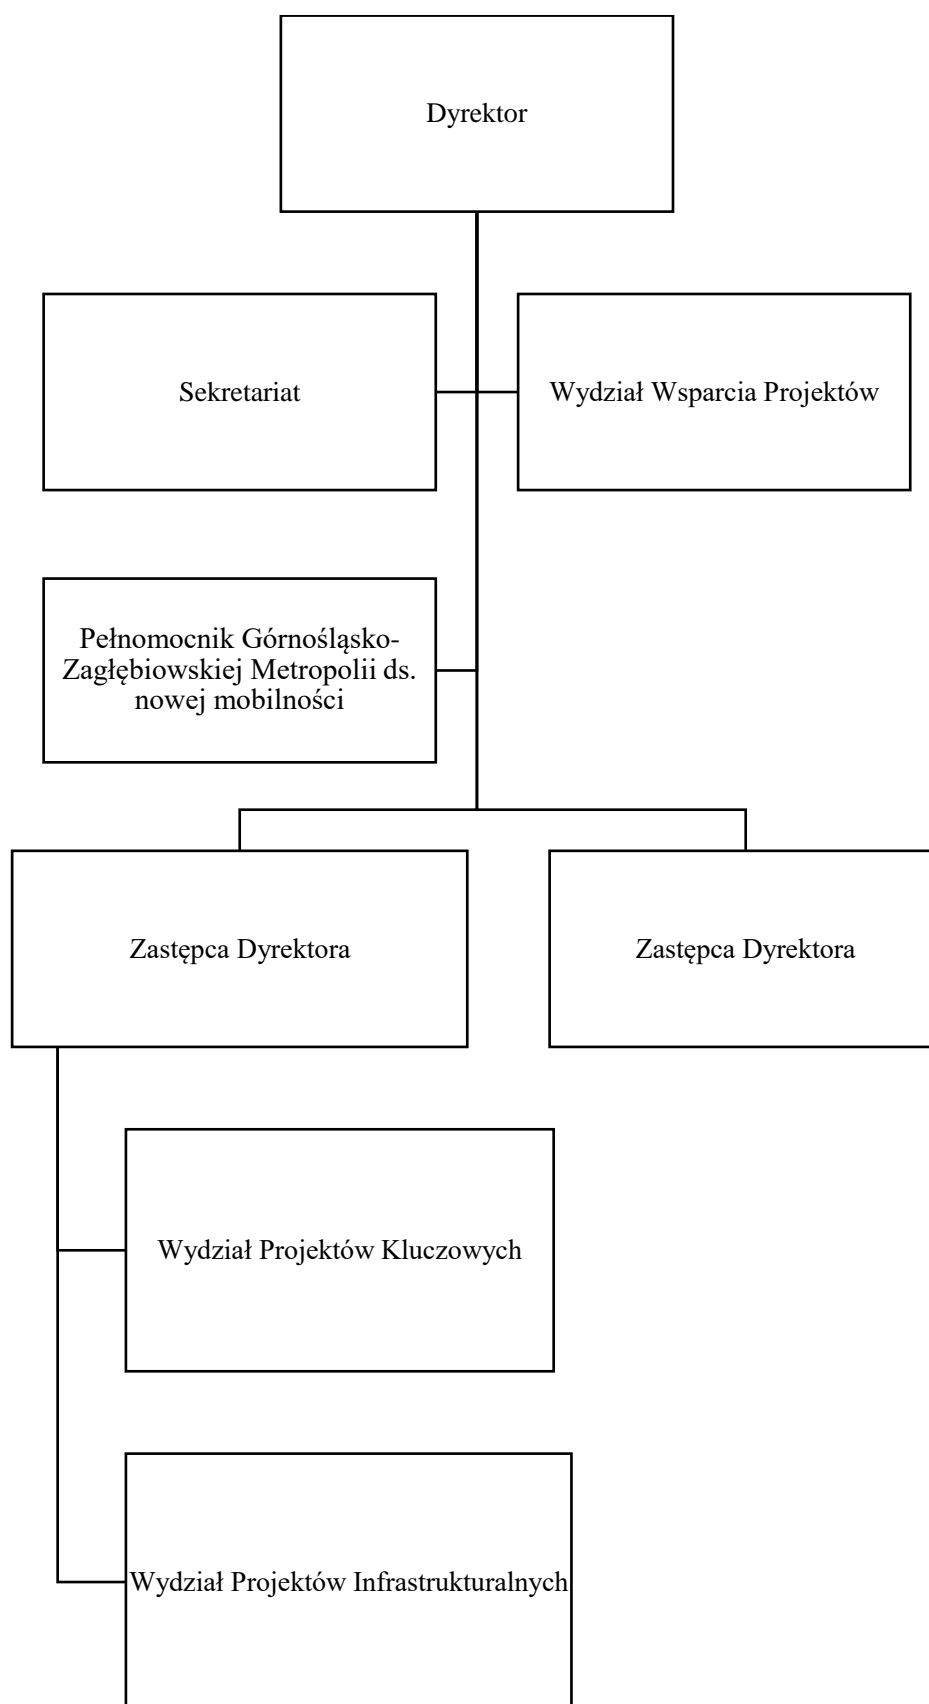 Dyrektor
Sekretariat
Wydział Wsparcia Projektów
Pełnomocnik Górnośląsko-
Zagłębiowskiej Metropolii ds.
nowej mobilności
Zastępca Dyrektora
Zastępca Dyrektora
Wydział Projektów Kluczowych
Wydział Projektów Infrastrukturalnych